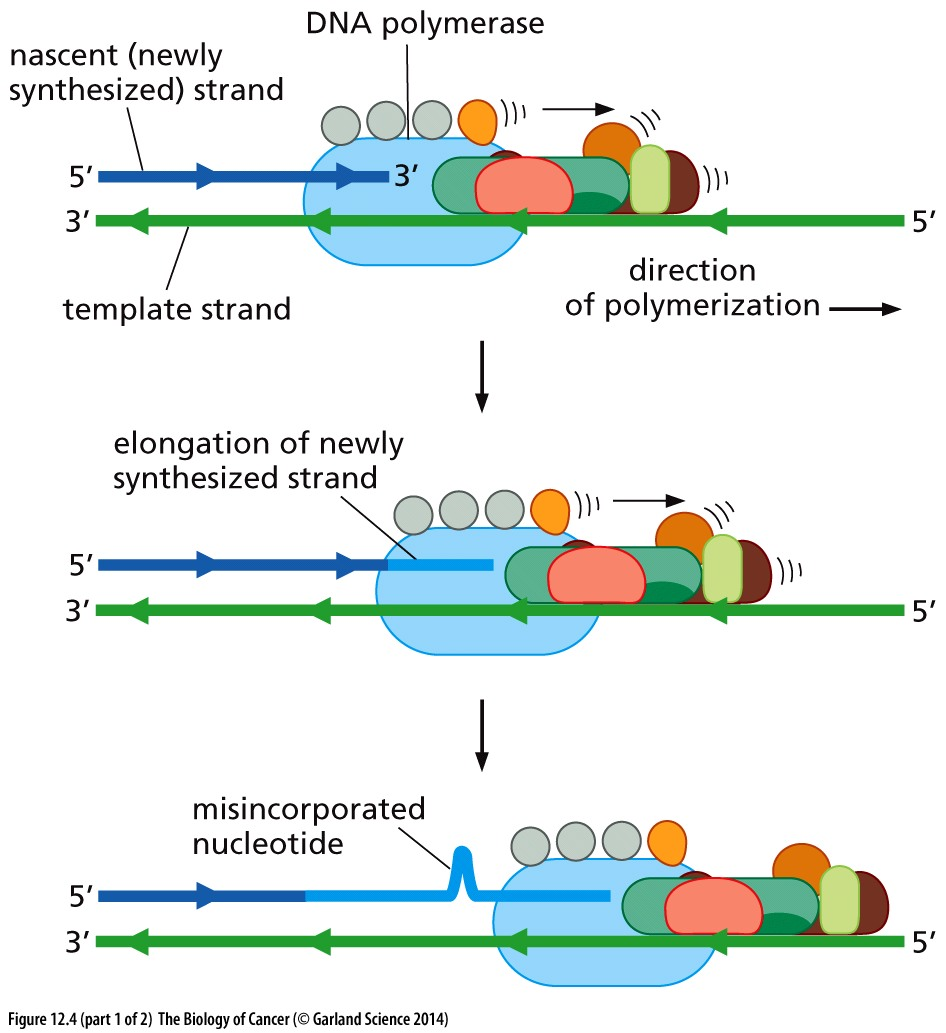 DNA polymerase
nascent (newly
synthesized) strand
5′
3′
3′
5′
template strand
direction
of polymerization
elongation of newly
synthesized strand
5′
3′
5′
misincorporated
nucleotide
5′
3′
5′
Figure 12.4 (part 1 of 2) The Biology of Cancer (© Garland Science 2014)